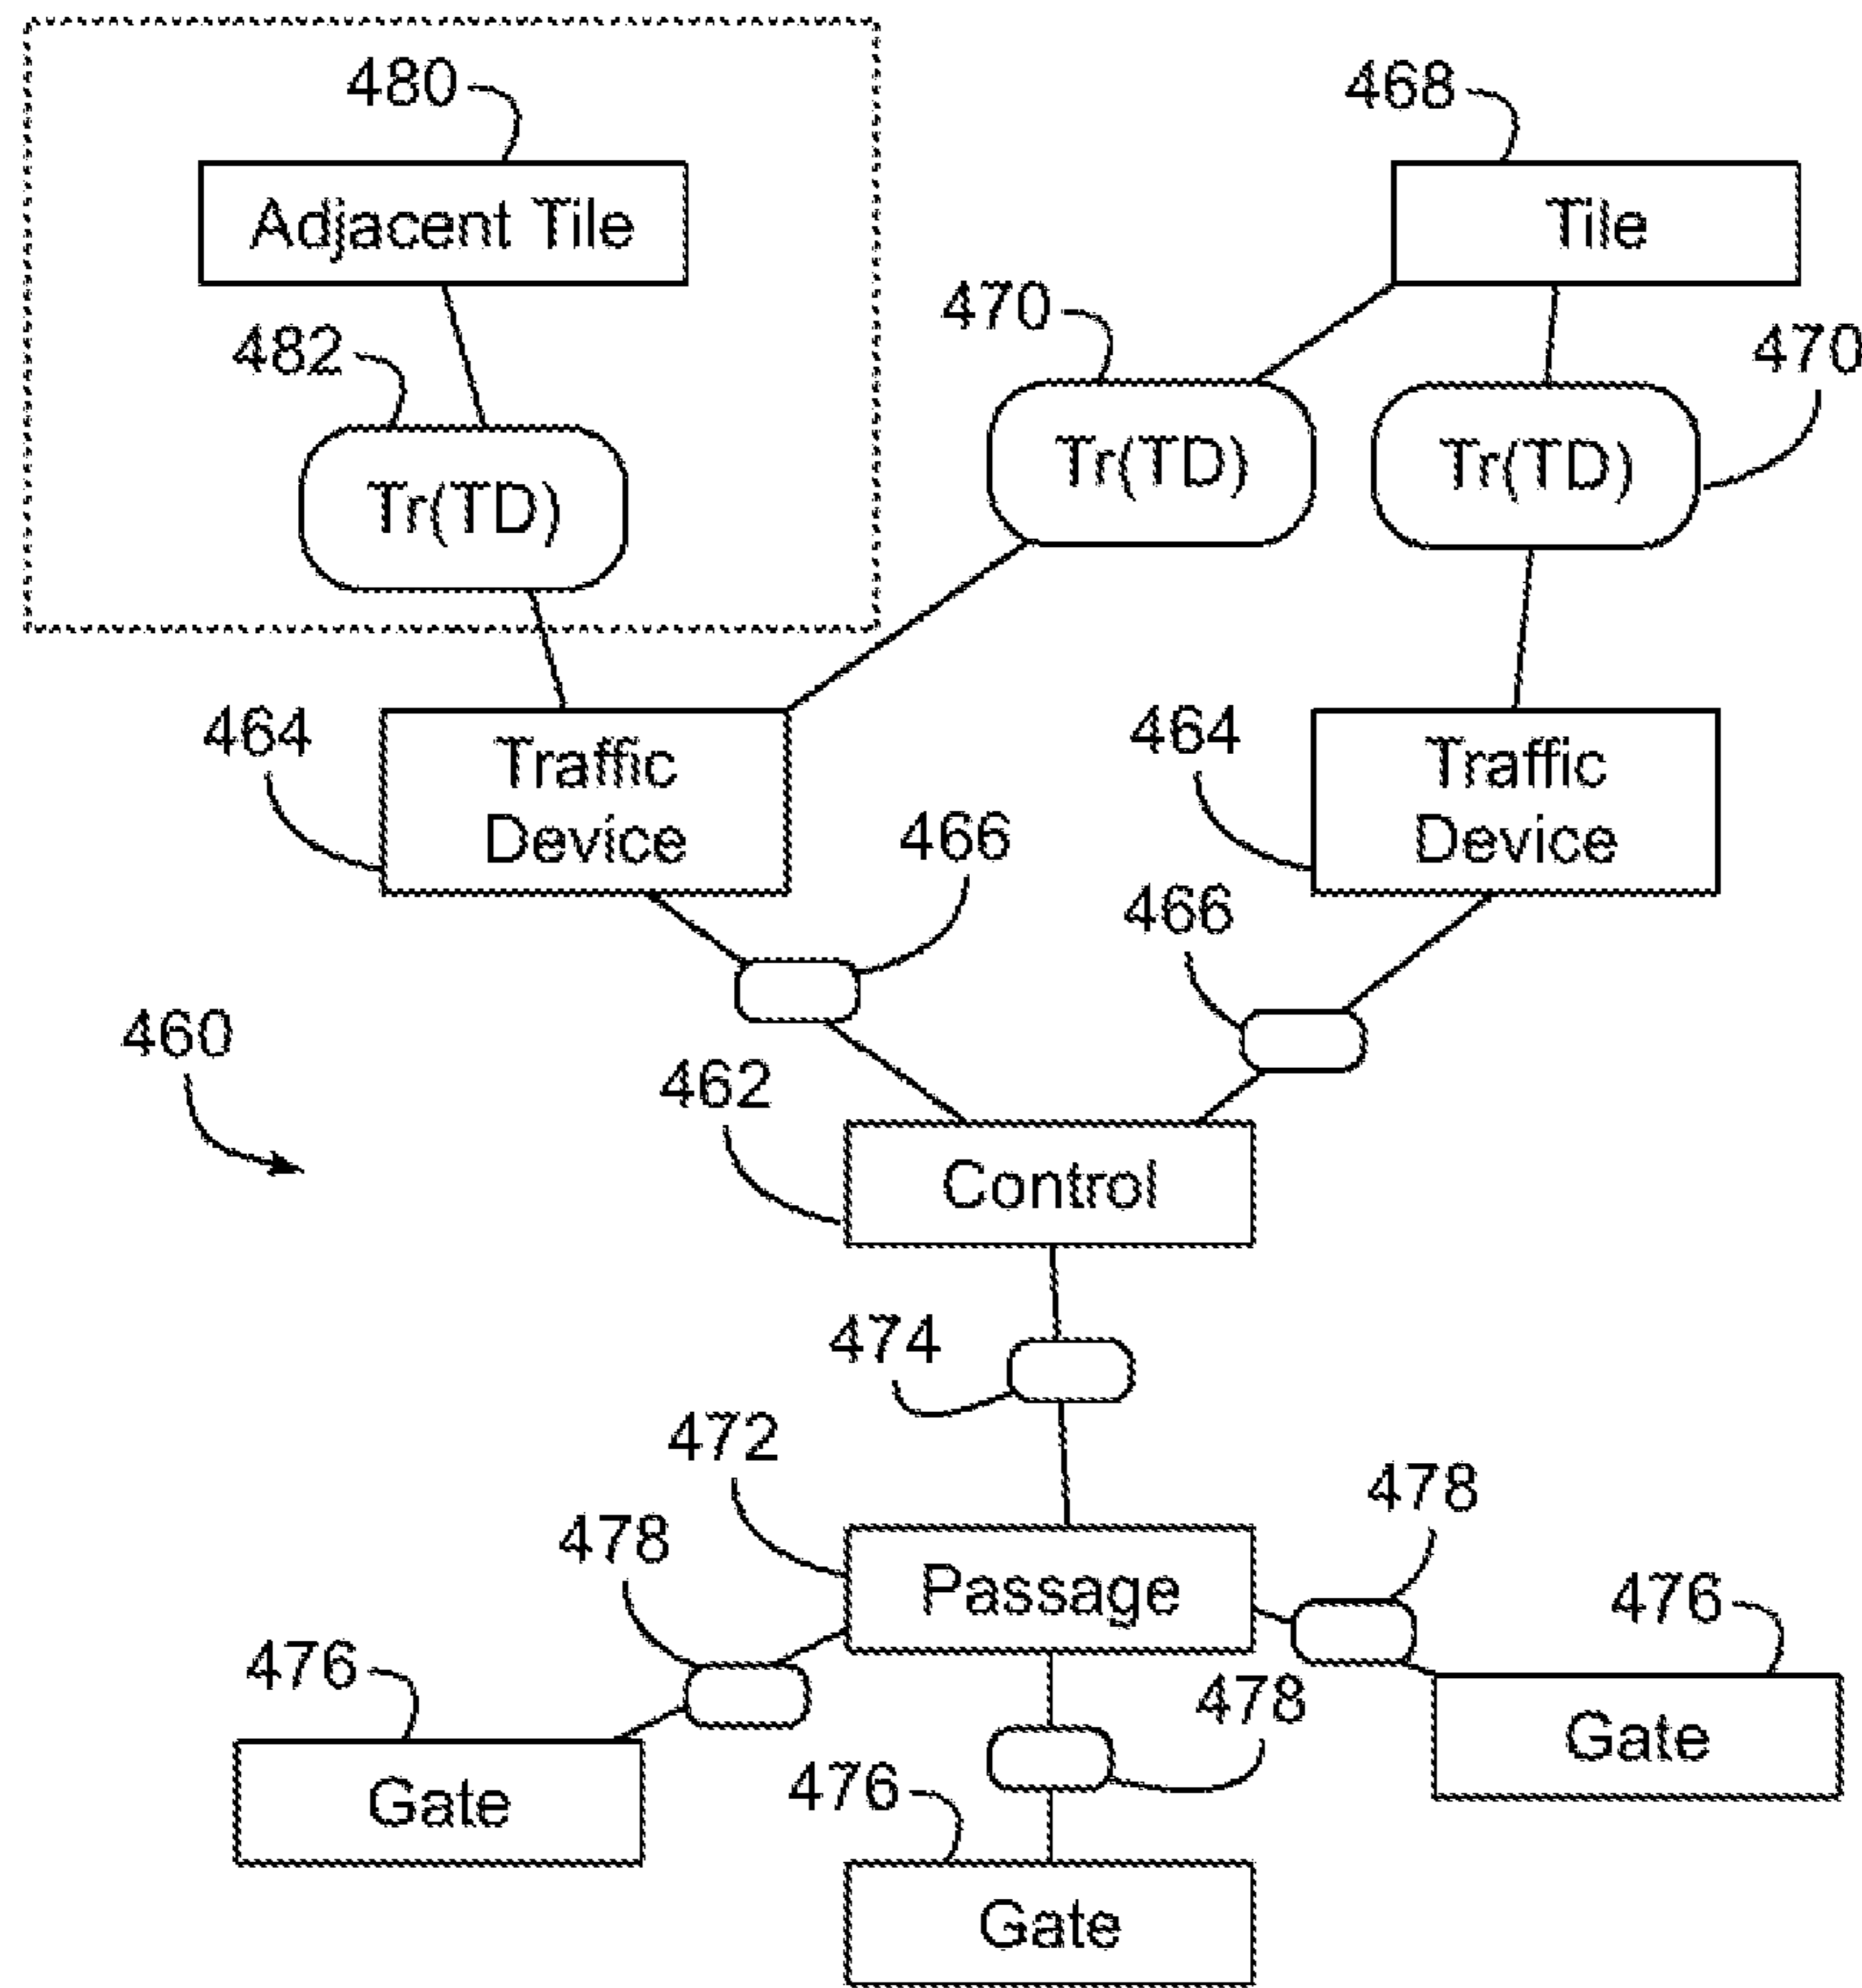 480
468
Adjacent Tile
Tile
470
482
470
Tr(TD)
Tr(TD)
Tr(TD)
464
Traffic
Device
464
Traffic
Device
466
466
460
462
Control
474
472
478
478
Passage
476
476
478
Gate
Gate
476
Gate